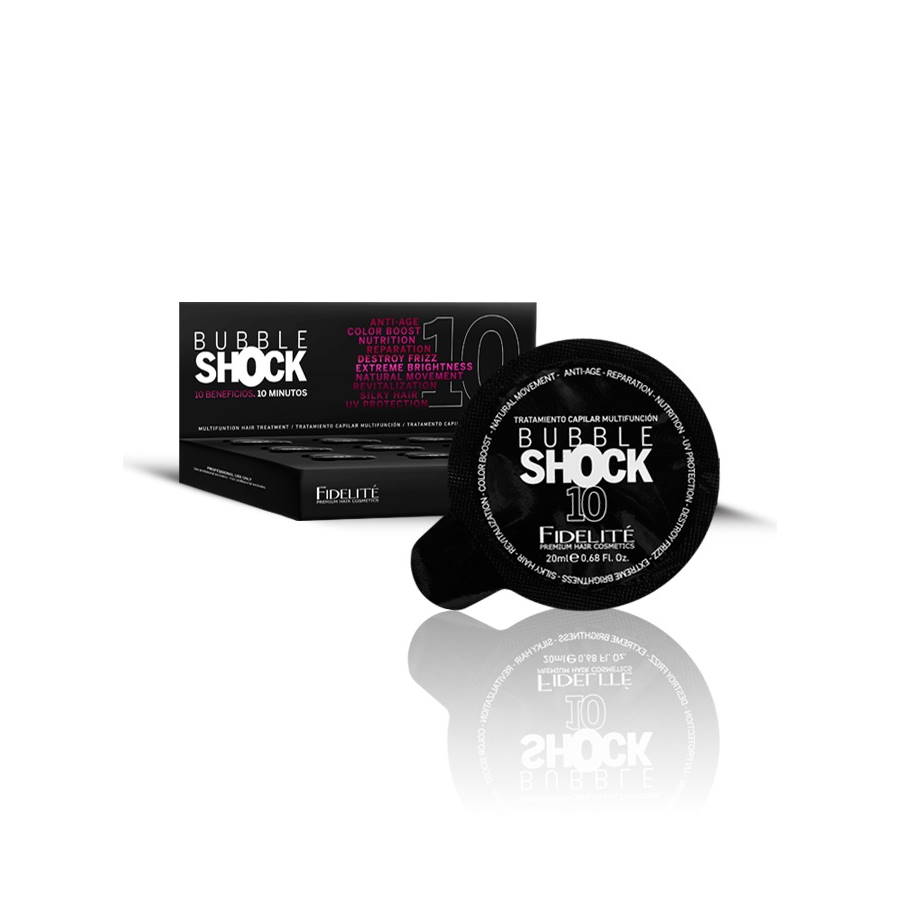 BUBBLE
SHOCK
10 BENEFICIOS. 10 MINUTOS
ANTI-AGE
COLOR BOOST
NUTRITION
REPARATION
DESTROY FRIZZ
EXTREME BRIGHTNESS
NATURAL MOVEMENT
REVITALIZATION
SILKY HAIR
UV PROTECTION
10
MULTIFUNTION HAIR TREATMENT / TRATAMIENTO CAPILAR MULTIFUNCIÓN / TRATAMENTO
PROFESSIONAL USE ONLY
FIDELITÉ
PREMIUM HAIR COSMETICS
COLOR BOOST - NATURAL MOVEMENT - ANTI-AGE - REPARATION - NUTRITION - UV PROTECTION - DESTROY FRIZZ - EXTREME BRIGHTNESS - SILKY HAIR - REVITALIZATION -
TRATAMIENTO CAPILAR MULTIFUNCIÓN
BUBBLE
SHOCK
10
FIDELITÉ
PREMIUM HAIR COSMETICS
20ml e 0.68 Fl. Oz.